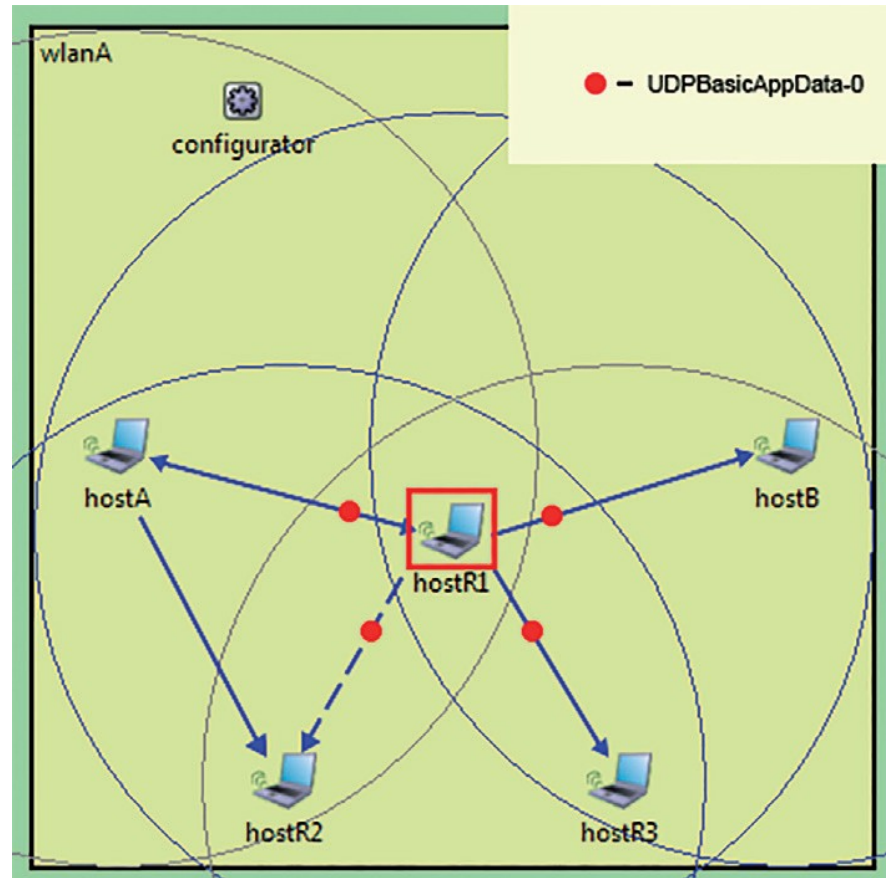 wlanA
UDPBasicAppData-0
configurator
hostA
hostB
hostR1
hostR2
hostR3